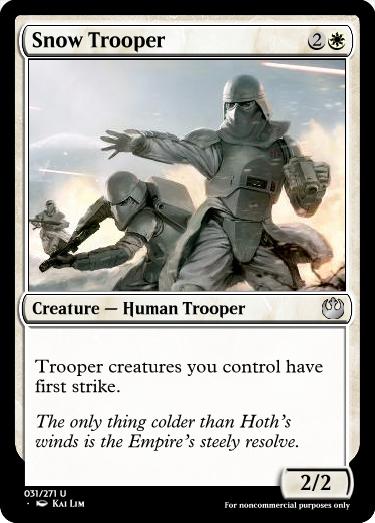 Snow Trooper 2
Creature — Human Trooper
Trooper creatures you control have
first strike.
The only thing colder than Hoth's
winds is the Empire's steely resolve.
2/2
031/271 U
· Kai Lim
For noncommercial purposes only